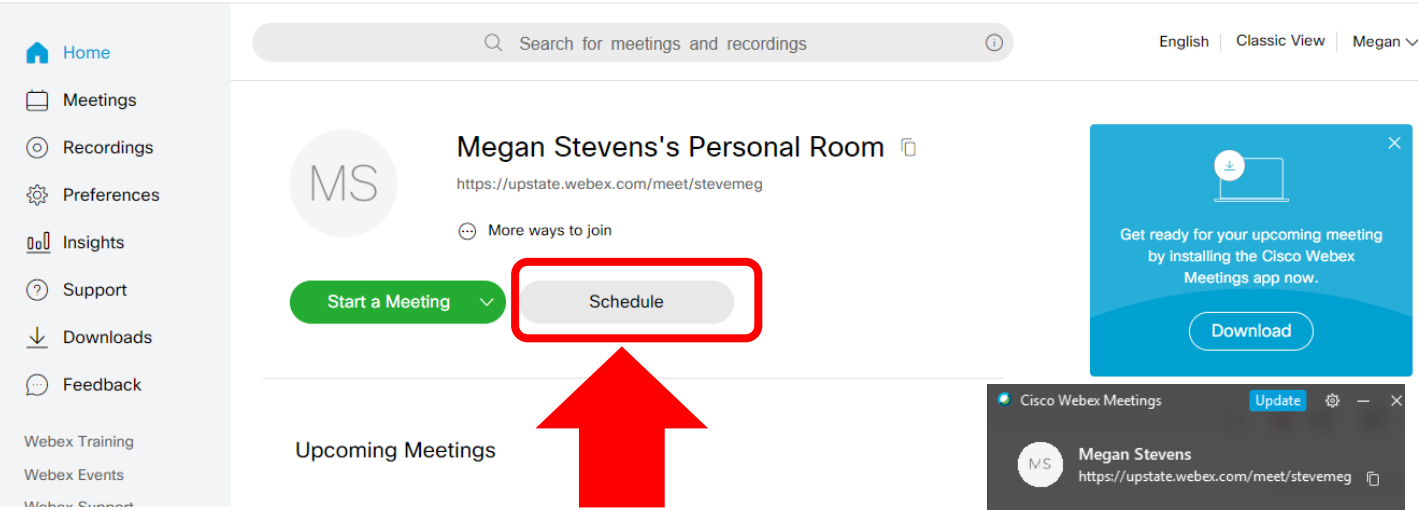 Home
Meetings
Recordings
Preferences
Insights
Support
Downloads
Feedback
Webex Training
Webex Events
Webex Support
Search for meetings and recordings
English
Classic View
Megan
MS
Megan Stevens's Personal Room
https://upstate.webex.com/meet/stevemeg
More ways to join
Start a Meeting
Schedule
Upcoming Meetings
Get ready for your upcoming meeting
by installing the Cisco Webex
Meetings app now.
Download
Cisco Webex Meetings
Update
MS
Megan Stevens
https://upstate.webex.com/meet/stevemeg